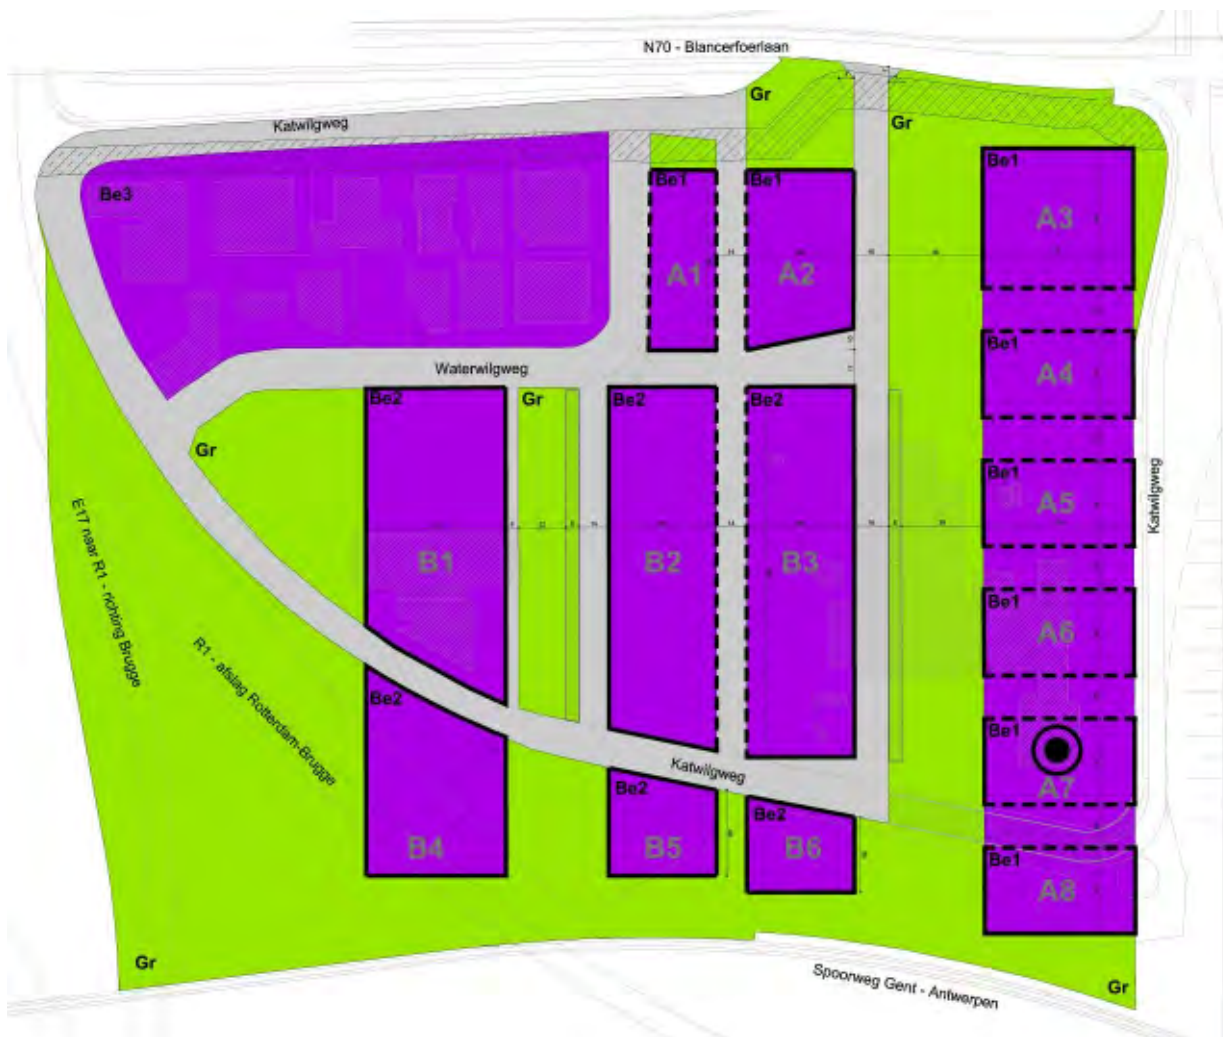 N70 - Blancerfoerlaan
Gr
Katwilgweg
Gr
Be3
Be1
A1
Be1
A2
Be1
A3
Waterwilgweg
Be1
A4
Gr
Be2
B1
Gr
Be2
B2
Be2
B3
Be1
A5
Katwilgweg
E17 naar R1 - richting Brugge
R1 - afslag Rotterdam-Brugge
Be1
A6
Be2
B4
Katwilgweg
Be2
B5
Be2
B6
Be1
A7
Be1
A8
Gr
Spoorweg Gent - Antwerpen
Gr